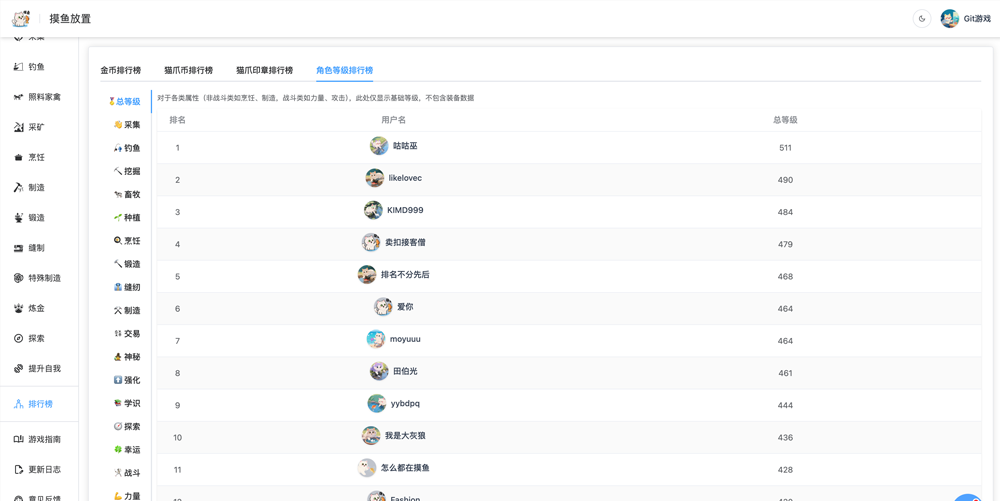 摸鱼放置
Git游戏
采集
钓鱼
照料家禽
采矿
烹饪
制造
锻造
缝制
特殊制造
炼金
探索
提升自我
排行榜
游戏指南
更新日志
意见反馈
金币排行榜 猫爪币排行榜 猫爪印章排行榜 角色等级排行榜
总等级
采集
钓鱼
挖掘
畜牧
种植
烹饪
锻造
缝纫
制造
交易
神秘
强化
学识
探索
幸运
战斗
力量
对于各类属性（非战斗类如烹饪、制造，战斗类如力量、攻击），此处仅显示基础等级，不包含装备数据
排名 用户名 总等级
1 咕咕巫 511
2 likelovec 490
3 KIMD999 484
4 卖扣接客僧 479
5 排名不分先后 468
6 爱你 464
7 moyuuu 464
8 田伯光 461
9 yybdpq 444
10 我是大灰狼 436
11 怎么都在摸鱼 428
Fashion